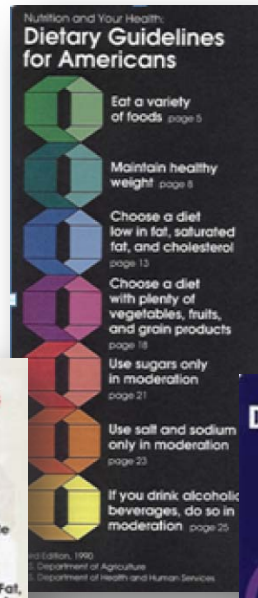 Nutrition and Your Health:
Dietary Guidelines
for Americans
Eat a variety
of foods page 5
Maintain healthy
weight page 8
Choose a diet
low in fat, saturated
fat, and cholesterol
page 13
Choose a diet
with plenty of
vegetables, fruits,
and grain products
page 18
Use sugars only
in moderation
page 21
Use salt and sodium
only in moderation
page 23
If you drink alcoholic
beverages, do so in
moderation page 25
Edition, 1990
Department of Agriculture
Department of Health and Human Services
Fat,
D